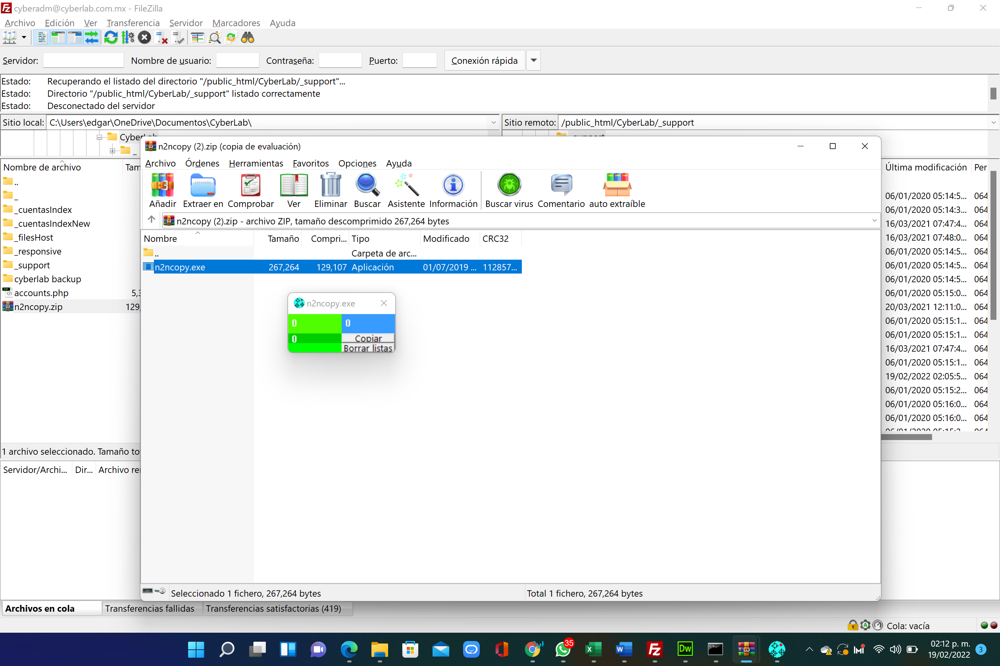 cyberadm@cyberlab.com.mx - FileZilla
Archivo Edición Ver Transferencia Servidor Marcadores Ayuda
Servidor: Nombre de usuario: Contraseña: Puerto: Conexión rápida
Estado: Recuperando el listado del directorio "/public_html/CyberLab/_support"...
Estado: Directorio "/public_html/CyberLab/_support" listado correctamente
Estado: Desconectado del servidor
Sitio local: C:\Users\edgar\OneDrive\Documentos\CyberLab\
Sitio remoto: /public_html/CyberLab/_support
Nombre de archivo Tam
..
_
_cuentasIndex
_cuentasIndexNew
_filesHost
_responsive
_support
cyberlab backup
accounts.php 5,3
n2ncopy.zip 129,
1 archivo seleccionado. Tamaño to
Servidor/Archi... Dir... Archivo re
n2ncopy (2).zip (copia de evaluación)
Archivo Órdenes Herramientas Favoritos Opciones Ayuda
Añadir Extraer en Comprobar Ver Eliminar Buscar Asistente Información Buscar virus Comentario auto extraíble
n2ncopy (2).zip - archivo ZIP, tamaño descomprimido 267,264 bytes
Nombre Tamaño Compri... Tipo Modificado CRC32
.. Carpeta de arc...
n2ncopy.exe 267,264 129,107 Aplicación 01/07/2019 ... 112857...
n2ncopy.exe
0 0
0 Copiar
Borrar listas
Seleccionado 1 fichero, 267,264 bytes
Total 1 fichero, 267,264 bytes
Última modificación Per
06/01/2020 05:14:5... 064
06/01/2020 05:14:3... 064
16/03/2021 07:47:4... 064
16/03/2021 07:48:0... 064
06/01/2020 05:14:5... 064
06/01/2020 05:14:5... 064
06/01/2020 05:14:5... 064
06/01/2020 05:15:0... 064
20/03/2021 12:11:0... 064
06/01/2020 05:15:1... 064
06/01/2020 05:15:1... 064
16/03/2021 07:47:4... 064
06/01/2020 05:15:1... 064
19/02/2022 02:05:5... 064
06/01/2020 05:15:2... 064
06/01/2020 05:16:0... 064
06/01/2020 05:16:0... 064
Archivos en cola Transferencias fallidas Transferencias satisfactorias (419)
Cola: vacía
35
02:12 p. m.
19/02/2022
3